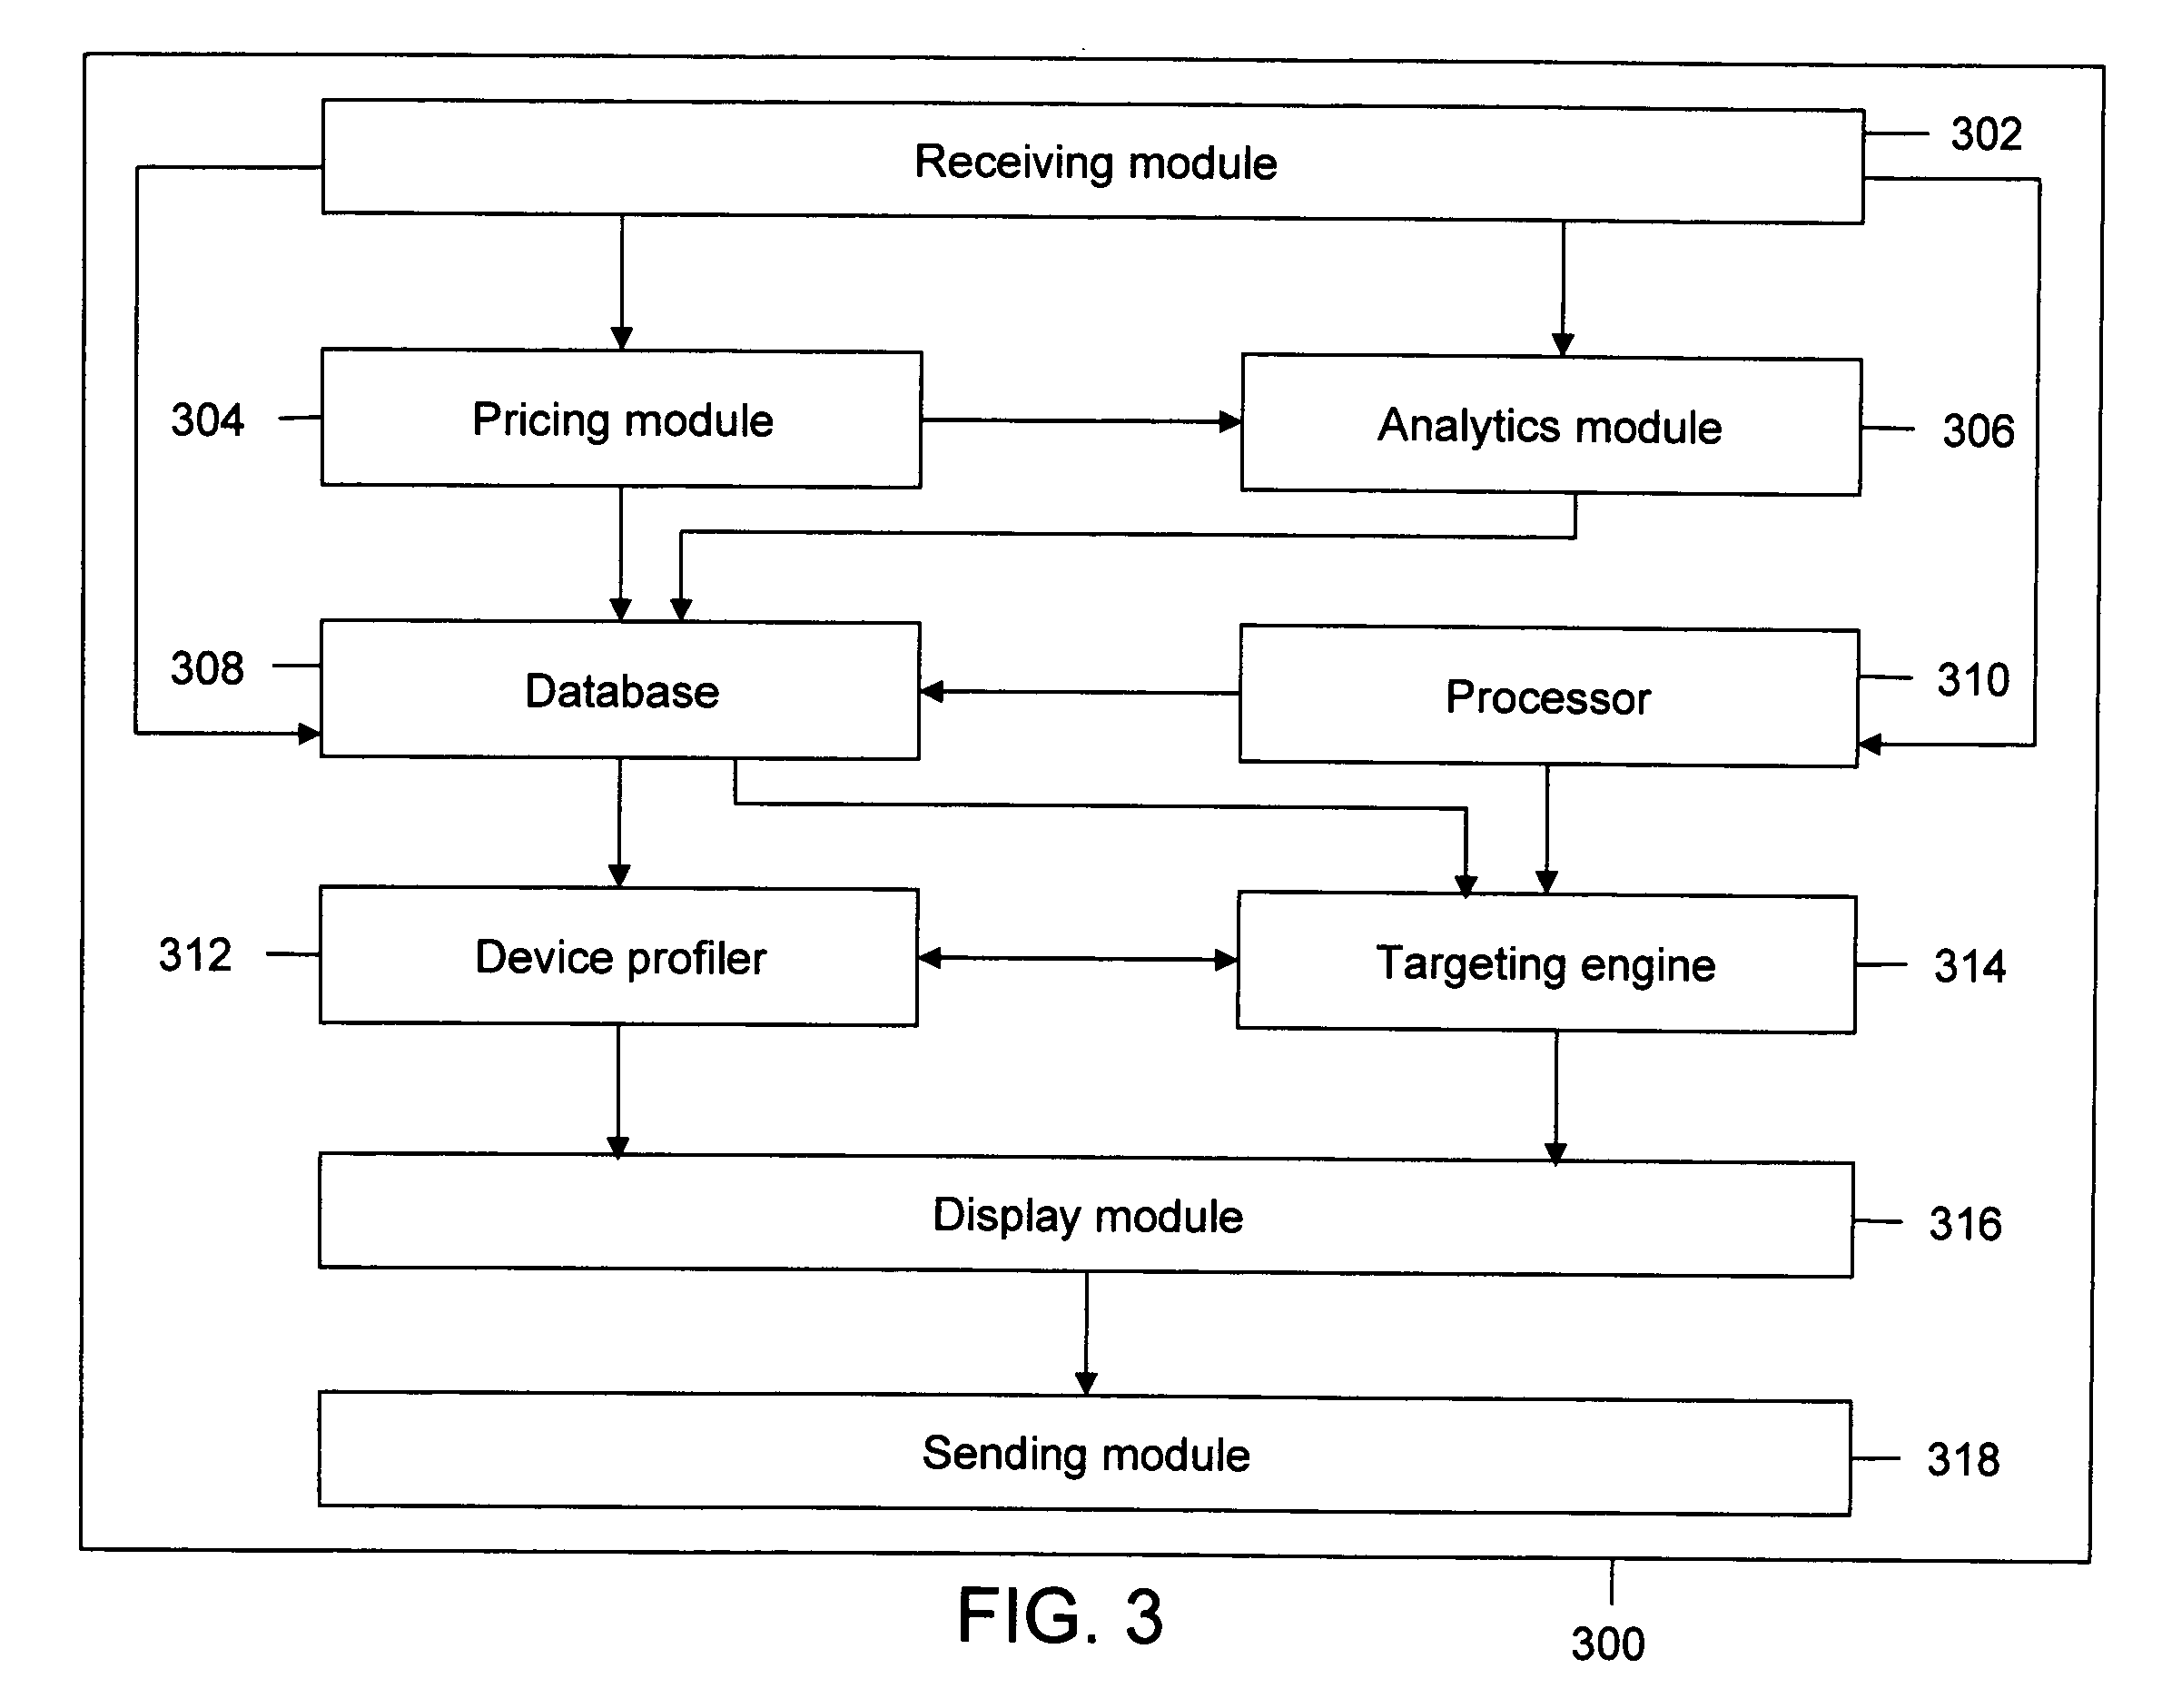 Receiving module
302
304
Pricing module
Analytics module
306
308
Database
Processor
310
312
Device profiler
Targeting engine
314
Display module
316
Sending module
318
FIG. 3
300